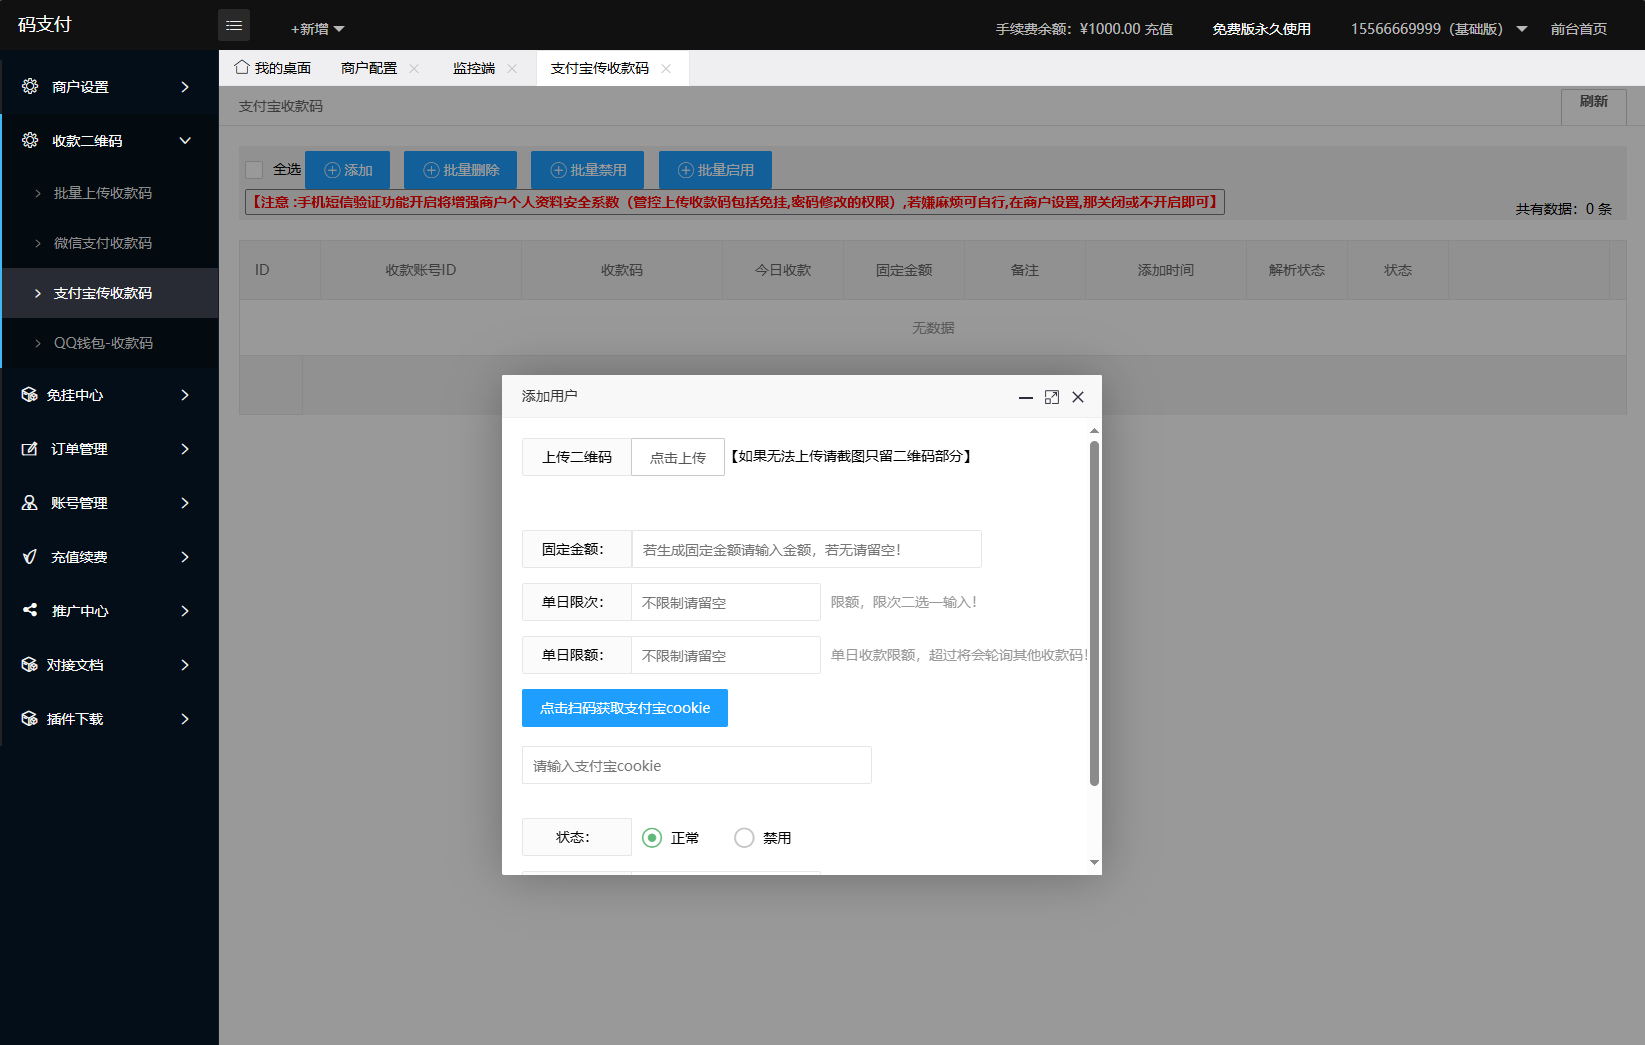 码支付
+新增
手续费余额：¥1000.00 充值
免费版永久使用
15566669999（基础版）
前台首页
我的桌面
商户配置
监控端
支付宝传收款码
商户设置
收款二维码
批量上传收款码
微信支付收款码
支付宝传收款码
QQ钱包-收款码
免挂中心
订单管理
账号管理
充值续费
推广中心
对接文档
插件下载
支付宝收款码
刷新
全选
添加
批量删除
批量禁用
批量启用
【注意 :手机短信验证功能开启将增强商户个人资料安全系数（管控上传收款码包括免挂,密码修改的权限）,若嫌麻烦可自行,在商户设置,那关闭或不开启即可】
共有数据：0 条
ID
收款账号ID
收款码
今日收款
固定金额
备注
添加时间
解析状态
状态
无数据
添加用户
上传二维码
点击上传
【如果无法上传请截图只留二维码部分】
固定金额：
若生成固定金额请输入金额，若无请留空！
单日限次：
不限制请留空
限额，限次二选一输入！
单日限额：
不限制请留空
单日收款限额，超过将会轮询其他收款码！
点击扫码获取支付宝cookie
请输入支付宝cookie
状态：
正常
禁用